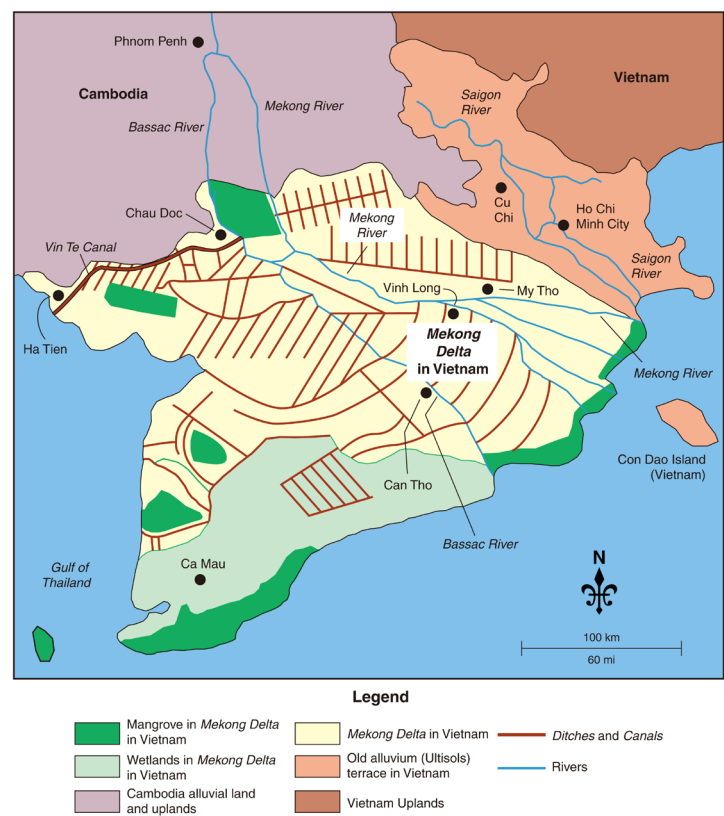 Phnom Penh
Cambodia
Bassac River
Mekong River
Vietnam
Saigon
River
Cu
Chi
Ho Chi
Minh City
Saigon
River
Chau Doc
Vin Te Canal
Mekong
River
Vinh Long
My Tho
Ha Tien
Mekong
Delta
in Vietnam
Mekong River
Con Dao Island
(Vietnam)
Can Tho
Bassac River
Ca Mau
Gulf of
Thailand
N
100 km
60 mi
Legend
Mangrove in Mekong Delta
in Vietnam
Wetlands in Mekong Delta
in Vietnam
Cambodia alluvial land
and uplands
Mekong Delta in Vietnam
Old alluvium (Ultisols)
terrace in Vietnam
Vietnam Uplands
Ditches and Canals
Rivers